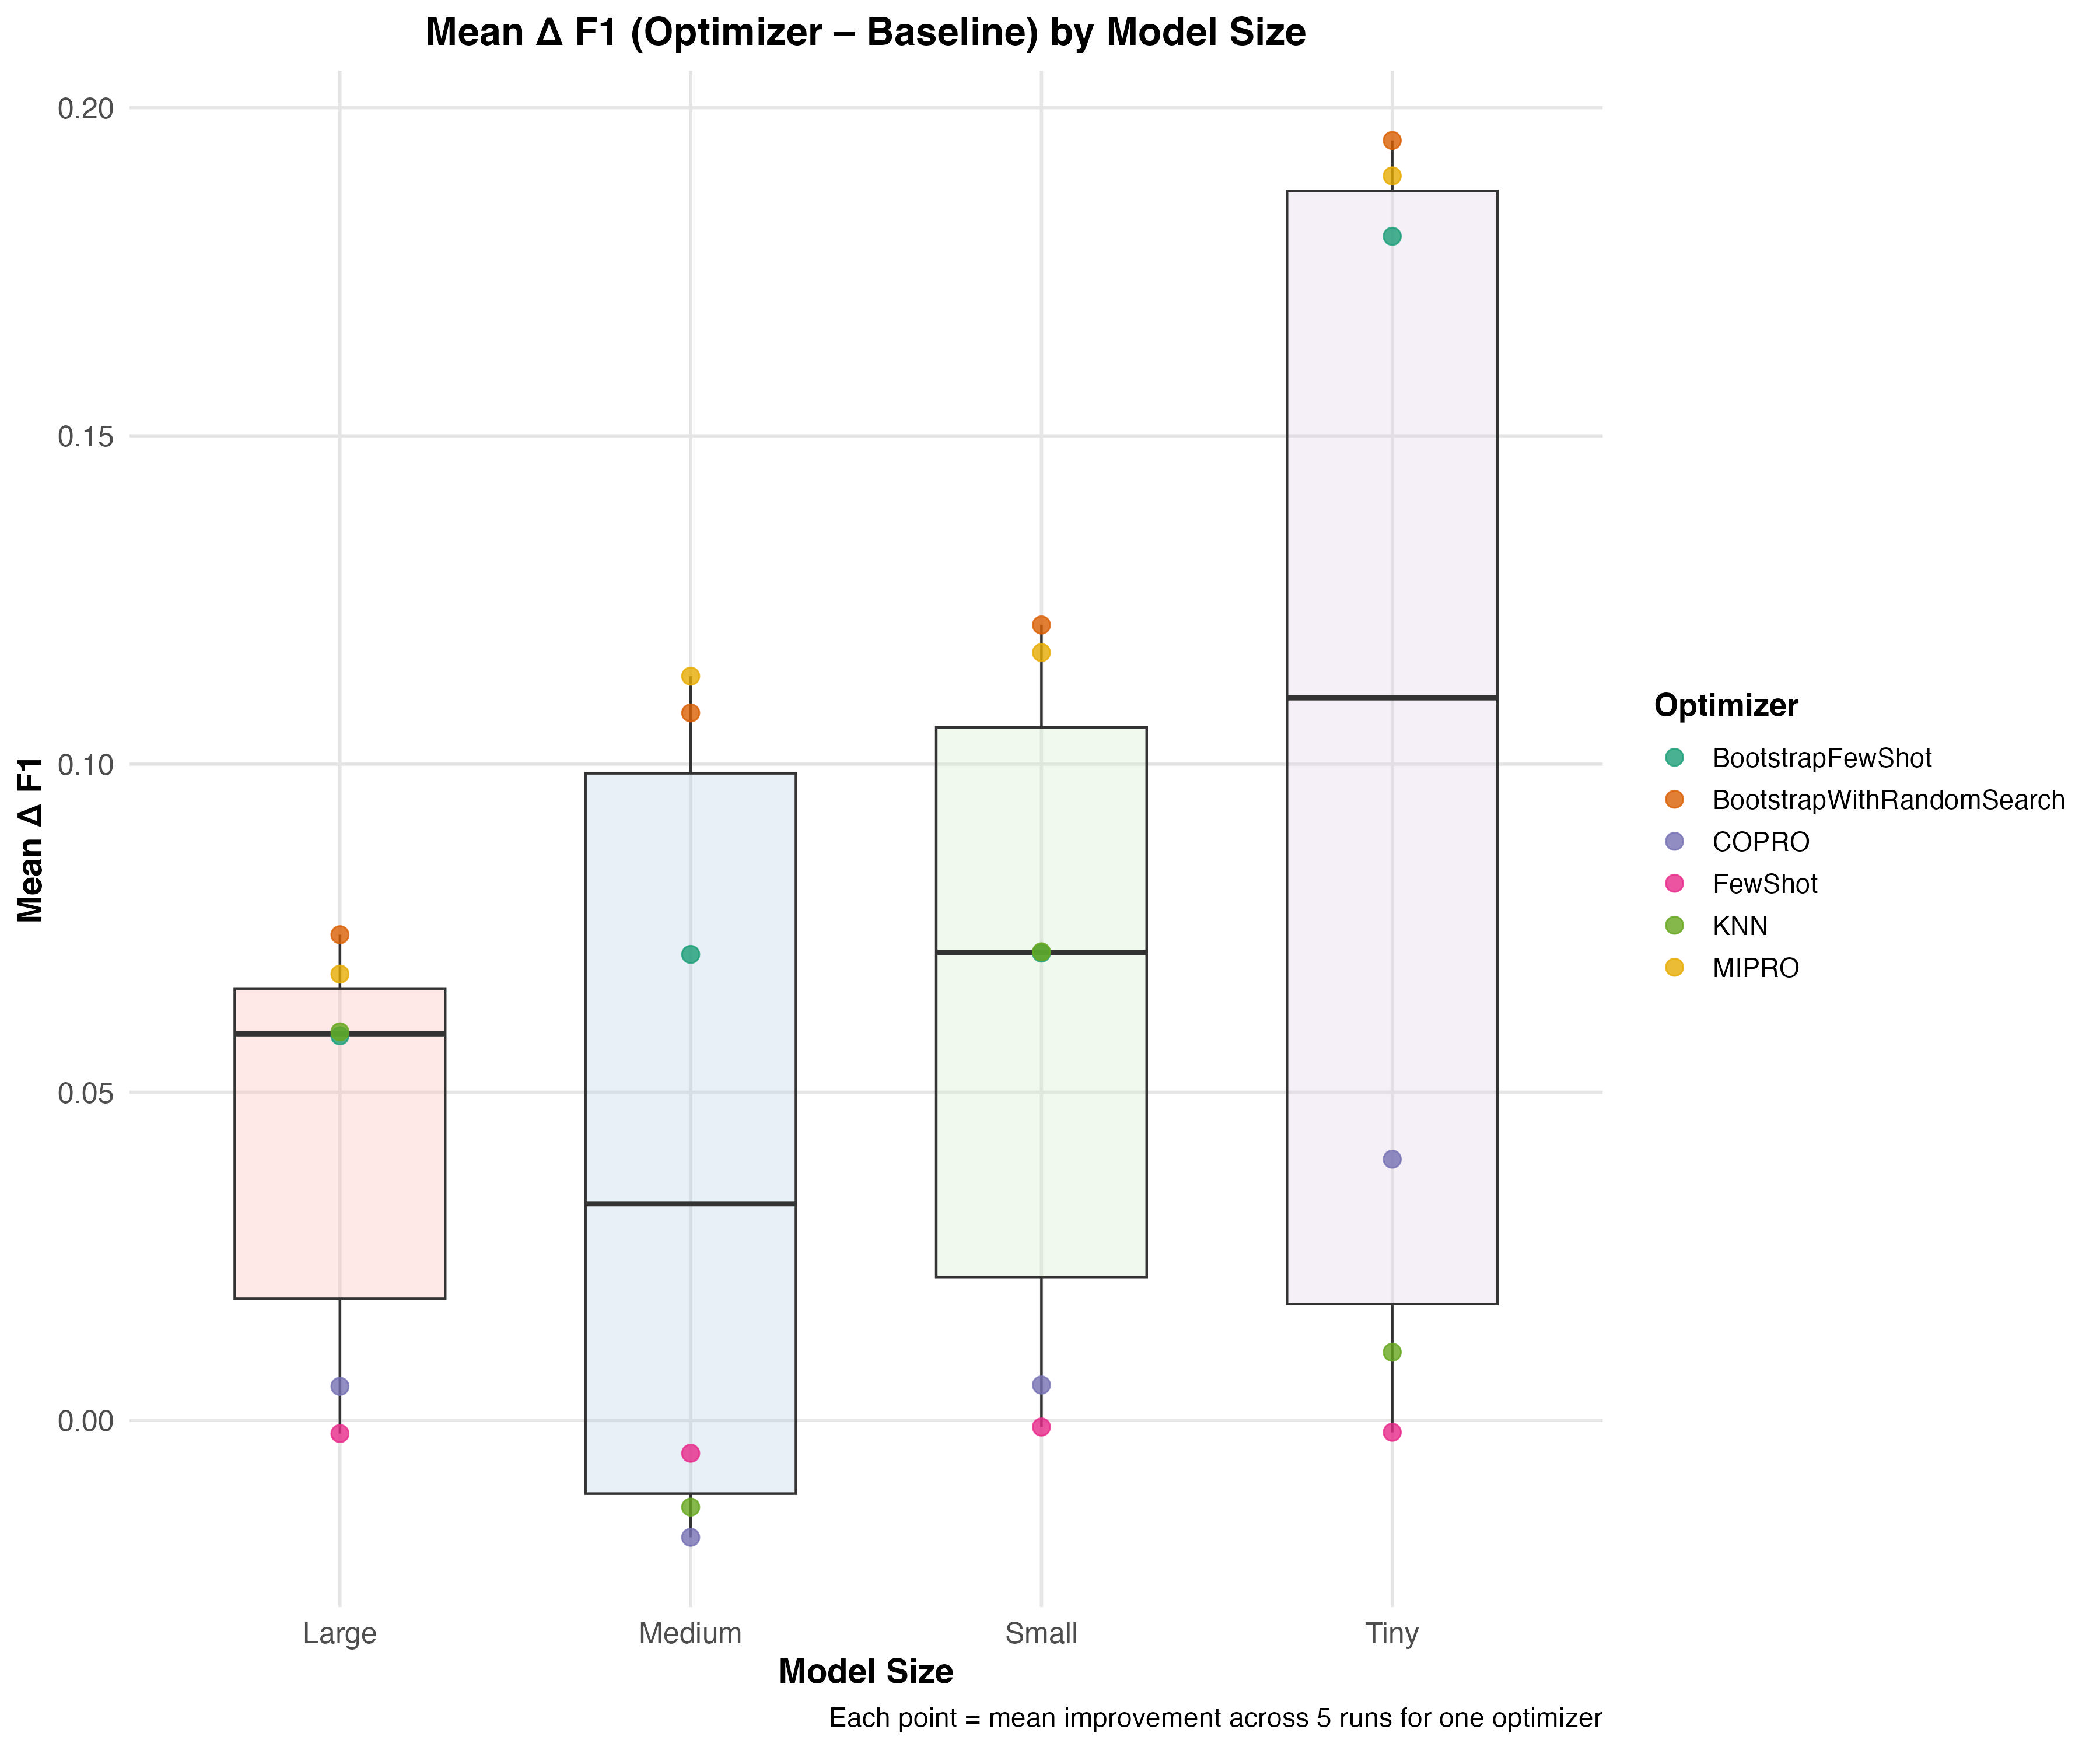 Mean Δ F1 (Optimizer – Baseline) by Model Size
Mean Δ F1
0.20
0.15
0.10
0.05
0.00
Large
Medium
Small
Tiny
Model Size
Each point = mean improvement across 5 runs for one optimizer
Optimizer
BootstrapFewShot
BootstrapWithRandomSearch
COPRO
FewShot
KNN
MIPRO